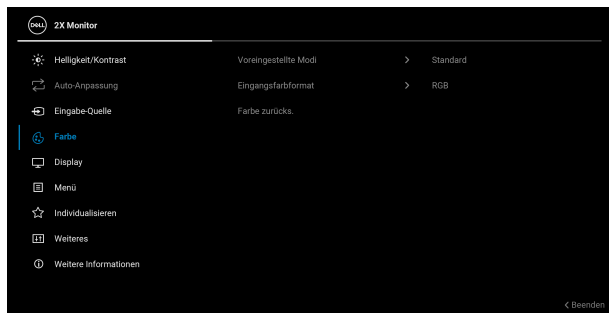 DELL 2X Monitor
Helligkeit/Kontrast Voreingestellte Modi > Standard
Auto-Anpassung Eingangsfarbformat > RGB
Eingabe-Quelle Farbe zurücks.
Farbe
Display
Menü
Individualisieren
Weiteres
Weitere Informationen
< Beenden